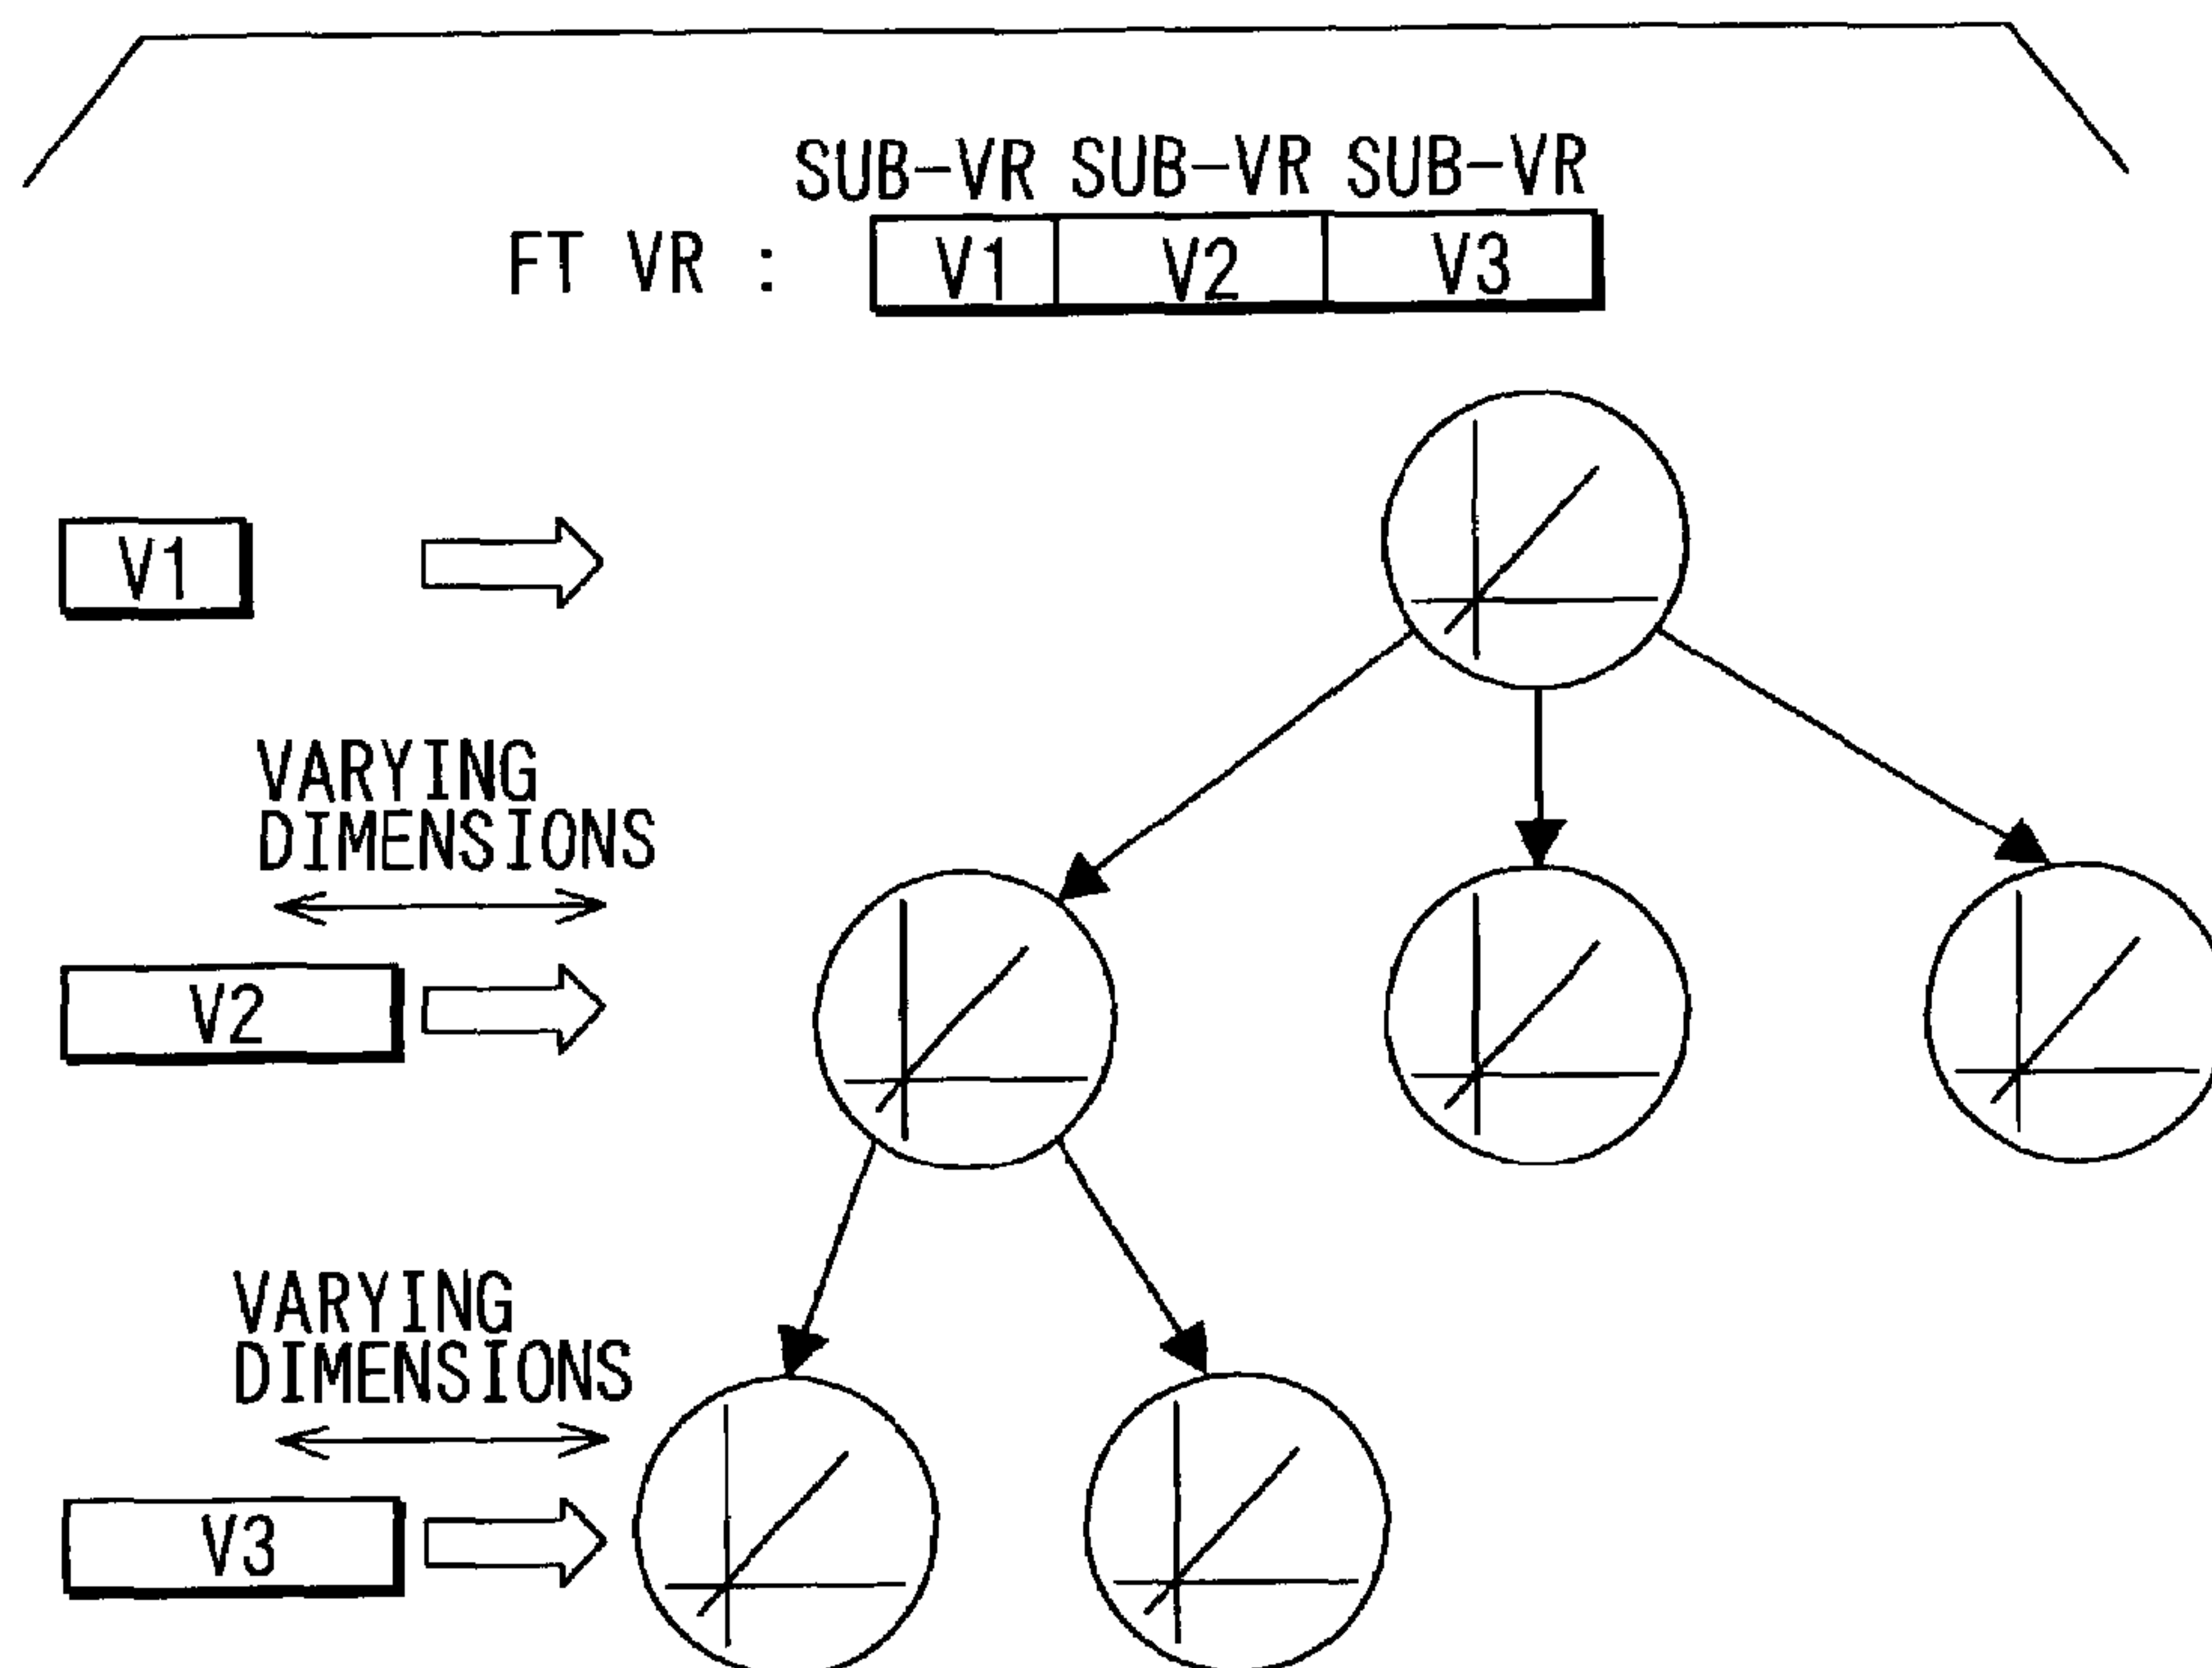 SUB-VR SUB-VR SUB-VR
FT VR : V1 V2 V3
V1
VARYING
DIMENSIONS
V2
VARYING
DIMENSIONS
V3